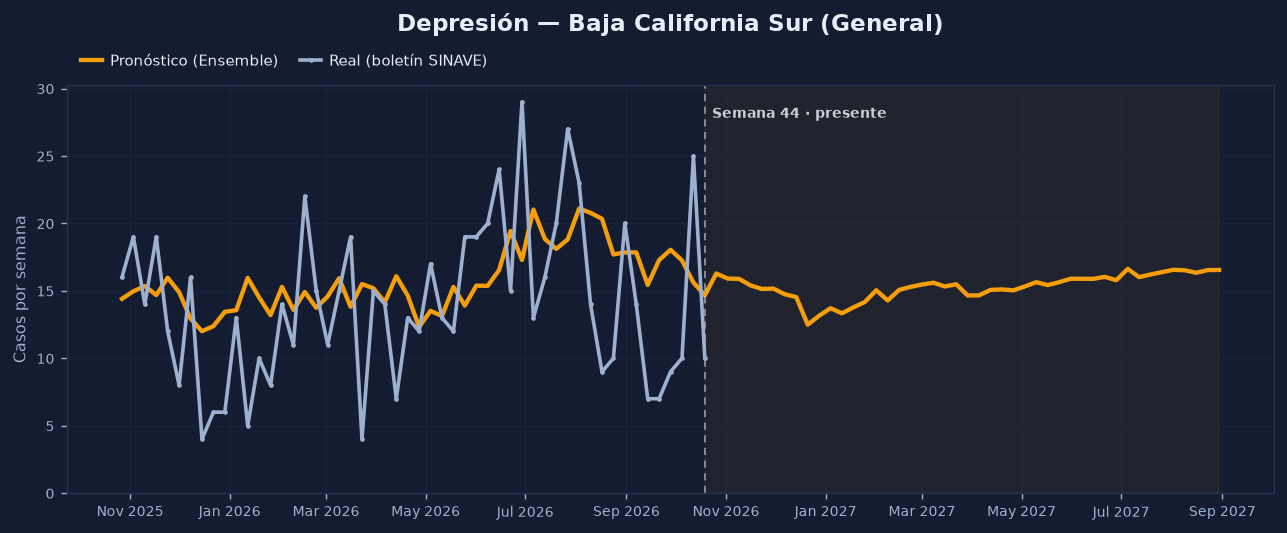 Depresión — Baja California Sur (General)
Pronóstico (Ensemble)
Real (boletín SINAVE)
Semana 44 · presente
Casos por semana
30
25
20
15
10
5
0
Nov 2025
Jan 2026
Mar 2026
May 2026
Jul 2026
Sep 2026
Nov 2026
Jan 2027
Mar 2027
May 2027
Jul 2027
Sep 2027